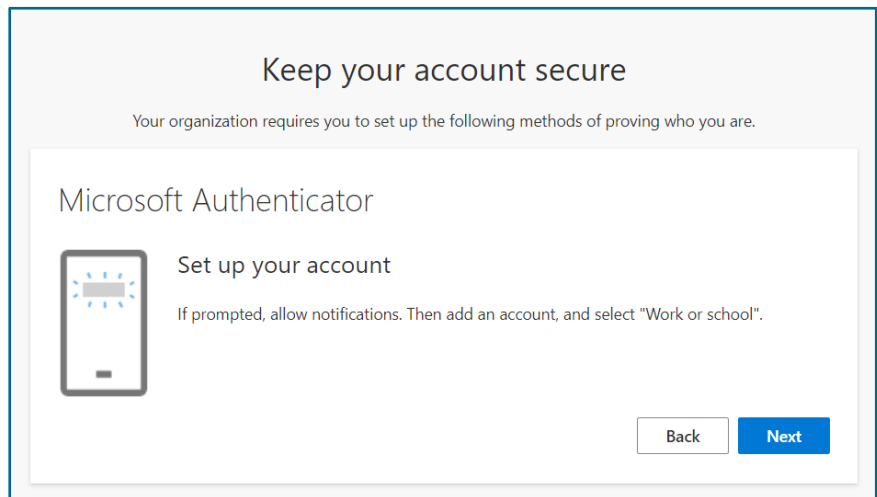 Keep your account secure
Your organization requires you to set up the following methods of proving who you are.
Microsoft Authenticator
Set up your account
If prompted, allow notifications. Then add an account, and select "Work or school".
Back
Next